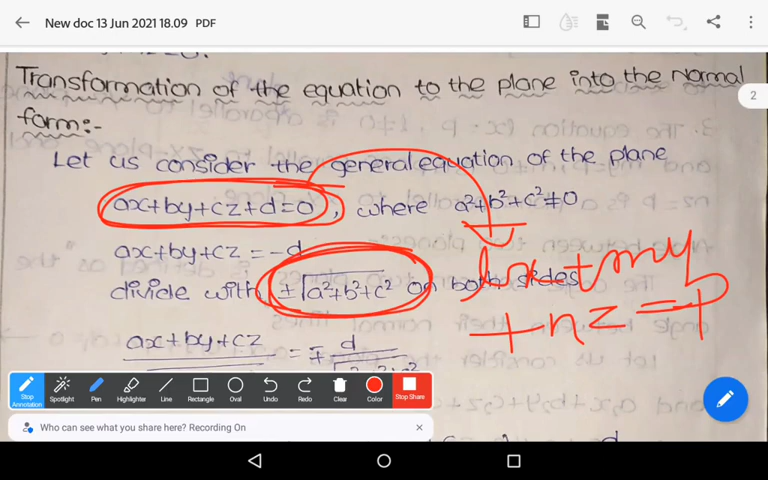 New doc 13 Jun 2021 18.09 PDF
2
Transformation of the equation to the plane into the normal
form:-
Let us consider the general equation of the plane
ax+by+cz+d=0, where a²+b²+c²≠0
ax+by+cz=-d
divide with ±√a²+b²+c² on both sides
lx+my
+nz=p
ax+by+cz = ∓ d
Stop Annotation
Spotlight
Pen
Highlighter
Line
Rectangle
Oval
Undo
Redo
Clear
Color
Stop Share
Who can see what you share here? Recording On